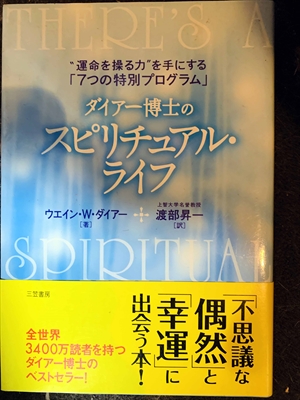 THERE'S A
“運命を操る力”を手にする
「7つの特別プログラム」
ダイアー博士の
スピリチュアル・
ライフ
ウエイン・W・ダイアー
[著]
上智大学名誉教授
渡部昇一
[訳]
SPIRITUAL
三笠書房
「不思議な
偶然」と
「幸運」に
出会う本!
全世界
3400万読者を持つ
ダイアー博士の
ベストセラー!